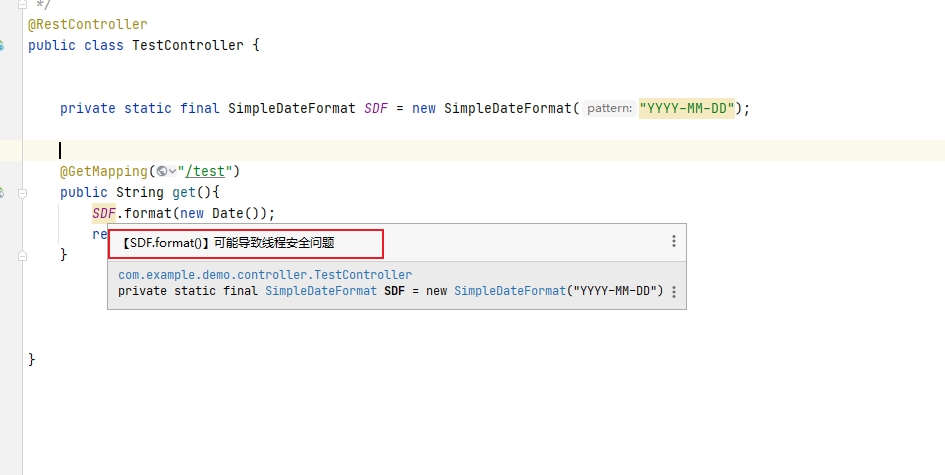 */
@RestController
public class TestController {
private static final SimpleDateFormat SDF = new SimpleDateFormat( pattern: "YYYY-MM-DD");
@GetMapping("/test")
public String get(){
SDF.format(new Date());
re
【SDF.format()】可能导致线程安全问题
}
com.example.demo.controller.TestController
private static final SimpleDateFormat SDF = new SimpleDateFormat("YYYY-MM-DD")
}